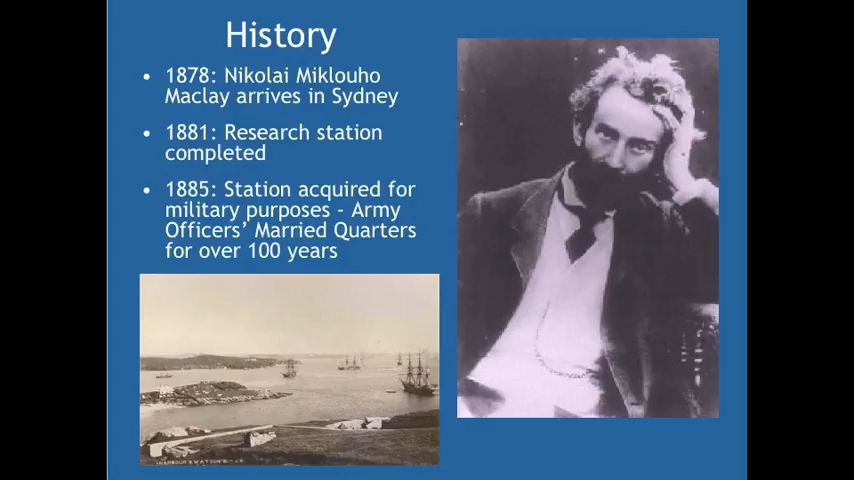 History
• 1878: Nikolai Miklouho
Maclay arrives in Sydney
• 1881: Research station
completed
• 1885: Station acquired for
military purposes - Army
Officers’ Married Quarters
for over 100 years